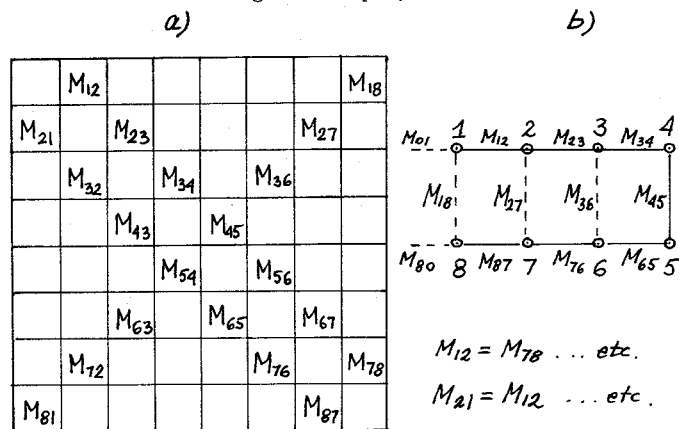 a) b)
M12 M18
M21 M23 M27
M32 M34 M36
M43 M45
M54 M56
M63 M65 M67
M72 M76 M78
M81 M87
1 2 3 4
M01 M12 M23 M34
M18 M27 M36 M45
M80 M87 M76 M65
8 7 6 5
M12 = M78 ... etc.
M21 = M12 ... etc.